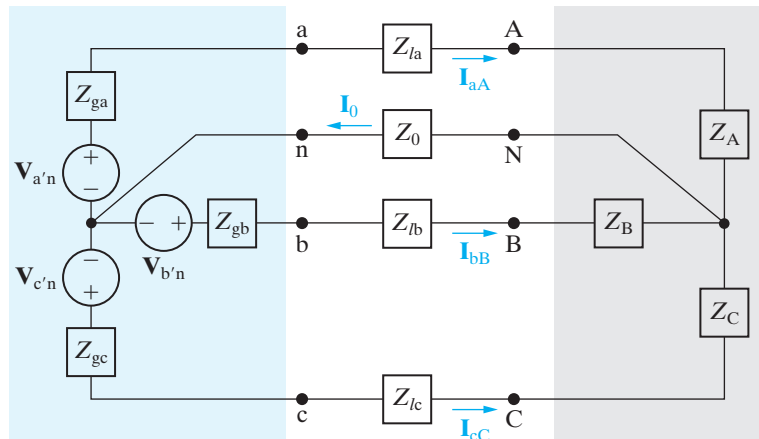 a A
Z_la
I_aA
Z_ga
I_0
Z_0
n N
Z_A
V_a′n
+
−
− +
Z_gb
b
Z_lb
B
Z_B
V_b′n
I_bB
V_c′n
−
+
Z_C
Z_gc
c
Z_lc
C
I_cC